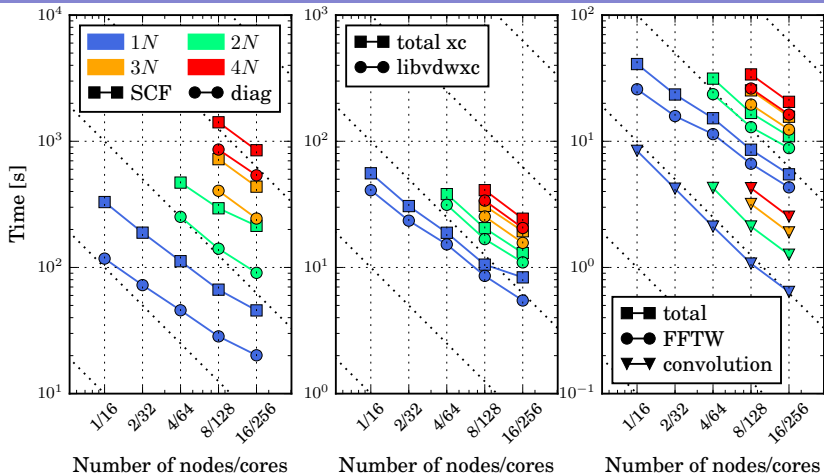 Time [s]
10^4
10^3
10^2
10^1
1N
2N
3N
4N
SCF
diag
1/16
2/32
4/64
8/128
16/256
Number of nodes/cores
10^3
10^2
10^1
10^0
total xc
libvdwxc
1/16
2/32
4/64
8/128
16/256
Number of nodes/cores
10^2
10^1
10^0
10^−1
total
FFTW
convolution
1/16
2/32
4/64
8/128
16/256
Number of nodes/cores